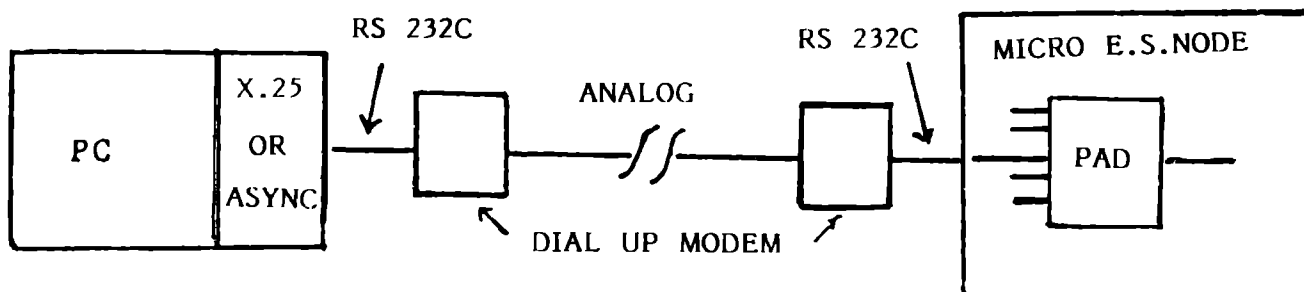 RS 232C
RS 232C
MICRO E.S.NODE
X.25
OR
ASYNC
PC
ANALOG
PAD
DIAL UP MODEM